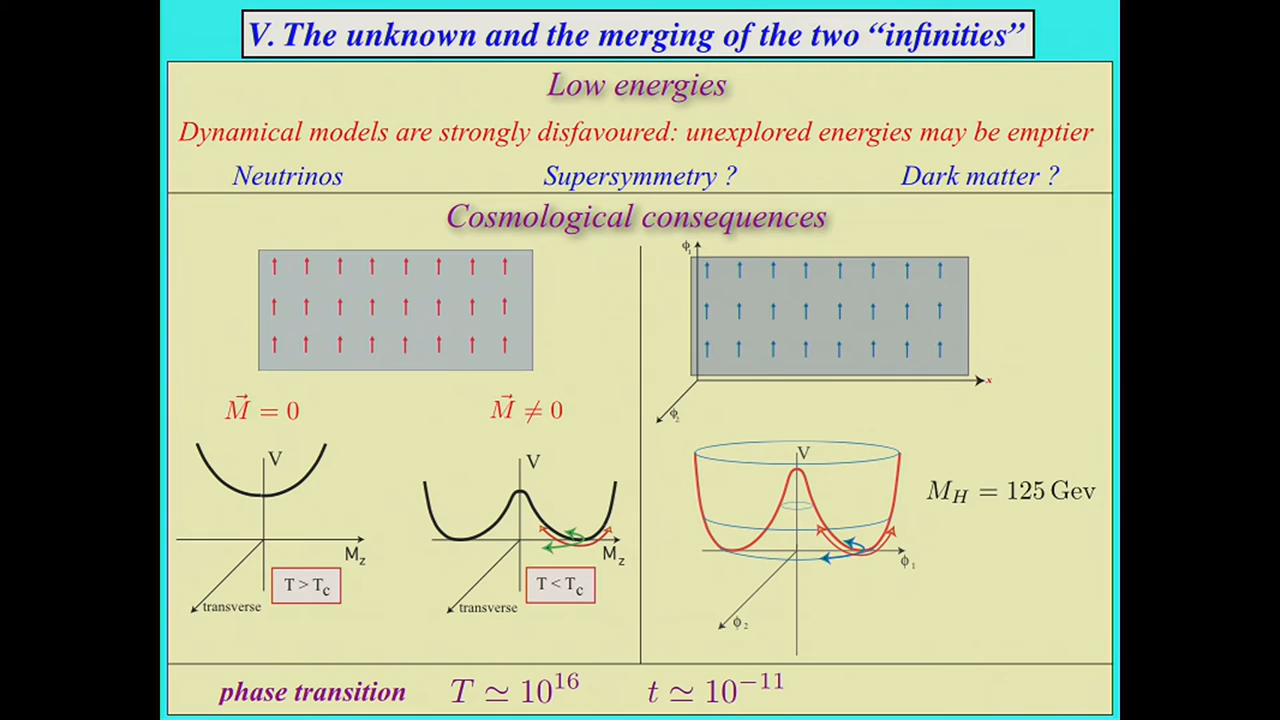 V. The unknown and the merging of the two “infinities”
Low energies
Dynamical models are strongly disfavoured: unexplored energies may be emptier
Neutrinos Supersymmetry ? Dark matter ?
Cosmological consequences
ϕ₁
x
ϕ₂
M⃗ = 0
M⃗ ≠ 0
V
M_z
T > T_c
transverse
V
M_z
T < T_c
transverse
V
ϕ₁
ϕ₂
M_H = 125 Gev
phase transition T ≃ 10^16 t ≃ 10^−11